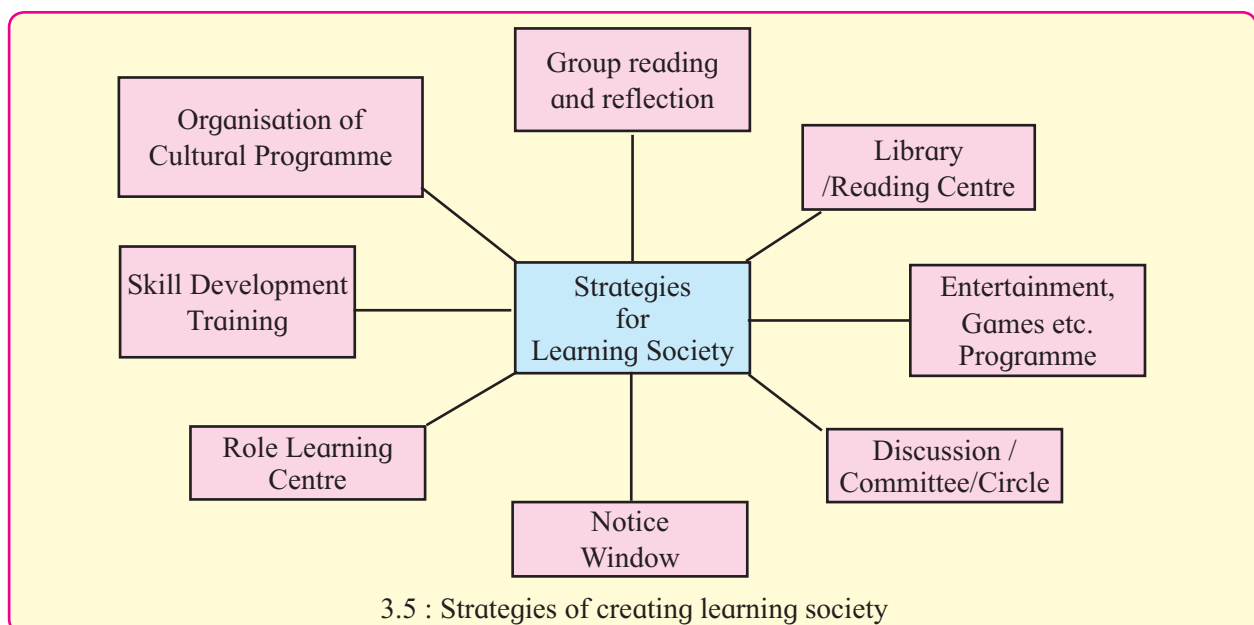 Group reading
and reflection
Organisation of
Cultural Programme
Library
/Reading Centre
Skill Development
Training
Strategies
for
Learning Society
Entertainment,
Games etc.
Programme
Role Learning
Centre
Discussion /
Committee/Circle
Notice
Window
3.5 : Strategies of creating learning society